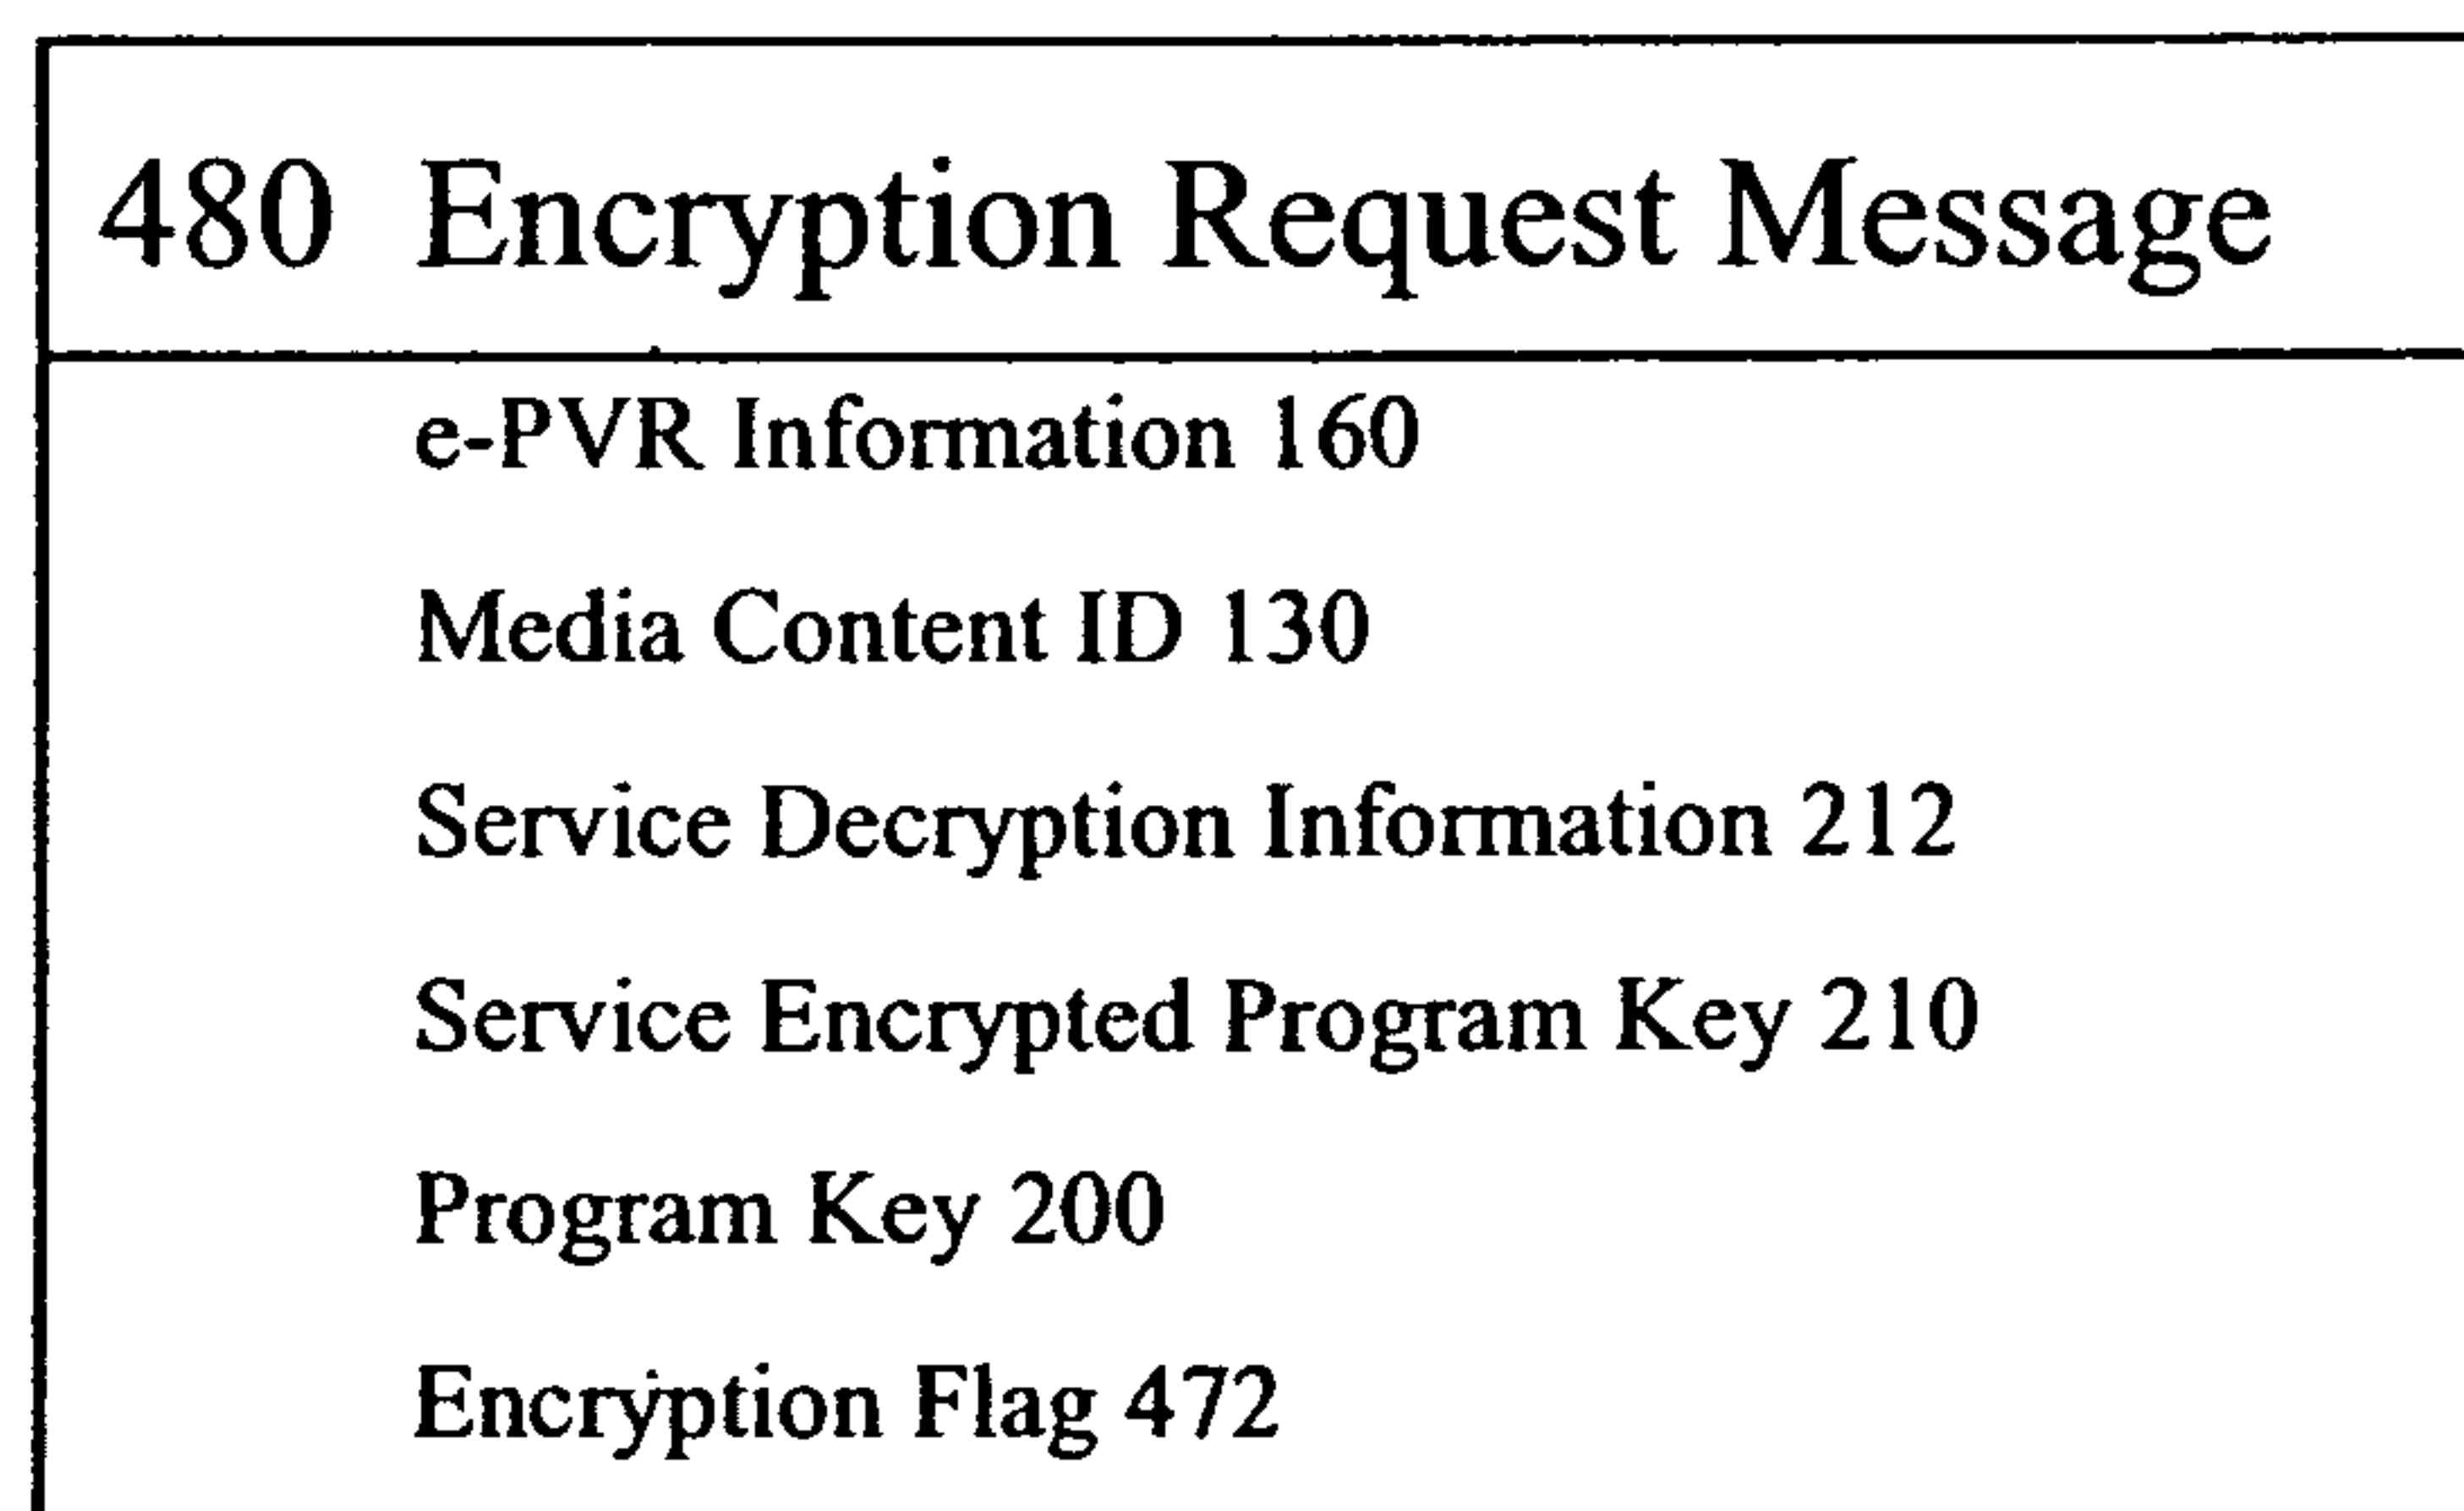 480 Encryption Request Message
e-PVR Information 160
Media Content ID 130
Service Decryption Information 212
Service Encrypted Program Key 210
Program Key 200
Encryption Flag 472